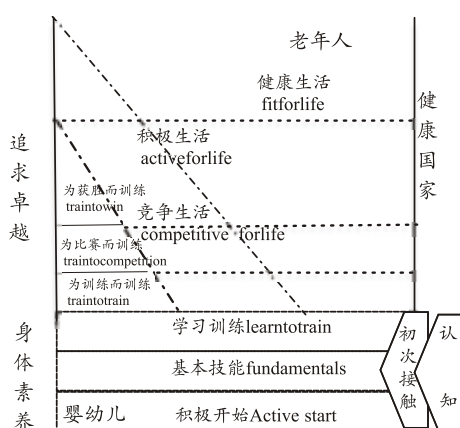 老年人
健康生活
fitforlife
健康国家
积极生活
activeforlife
追求卓越
为获胜而训练
traintowin
竞争生活
competitive forlife
为比赛而训练
traintocompetition
为训练而训练
traintotrain
身体素养
学习训练learntotrain
基本技能fundamentals
婴幼儿
积极开始Active start
初次接触
认知